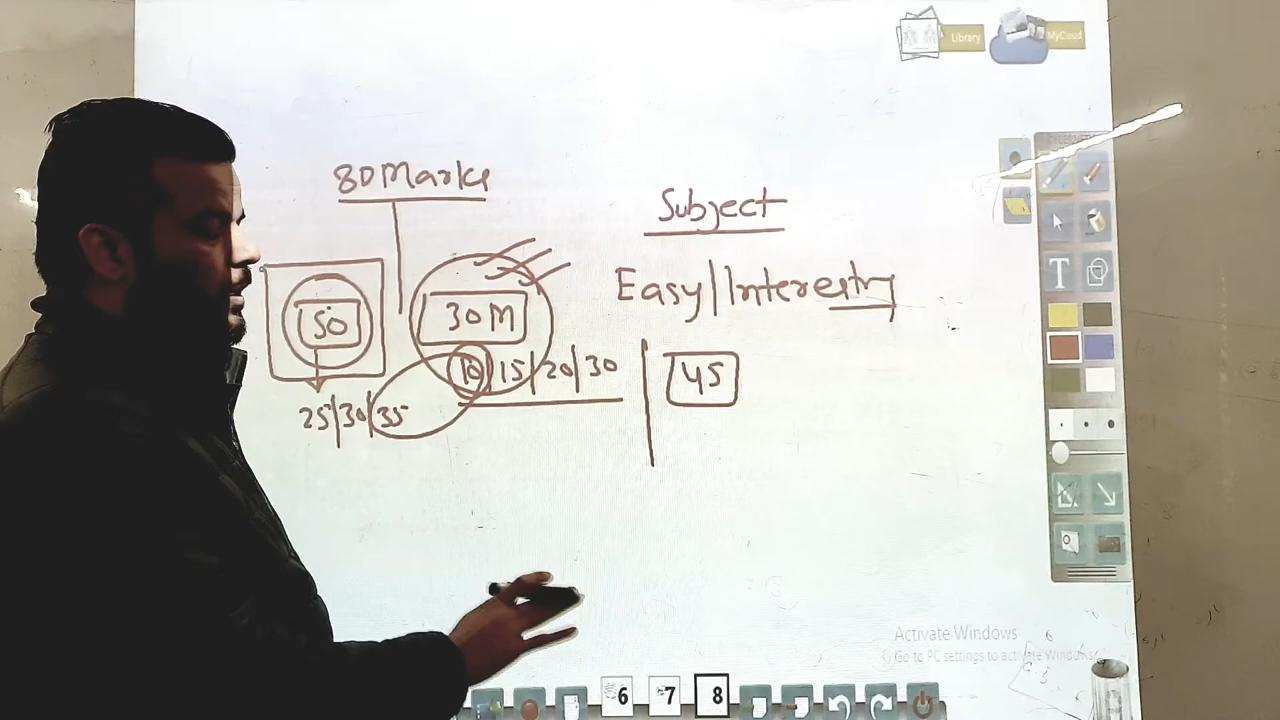 Library
MyCloud
80 Marks
Subject
50
30 M
Easy/Interestry
10/15/20/30
45
25/30/35
Activate Windows
Go to PC settings to activate Windows.
6
7
8